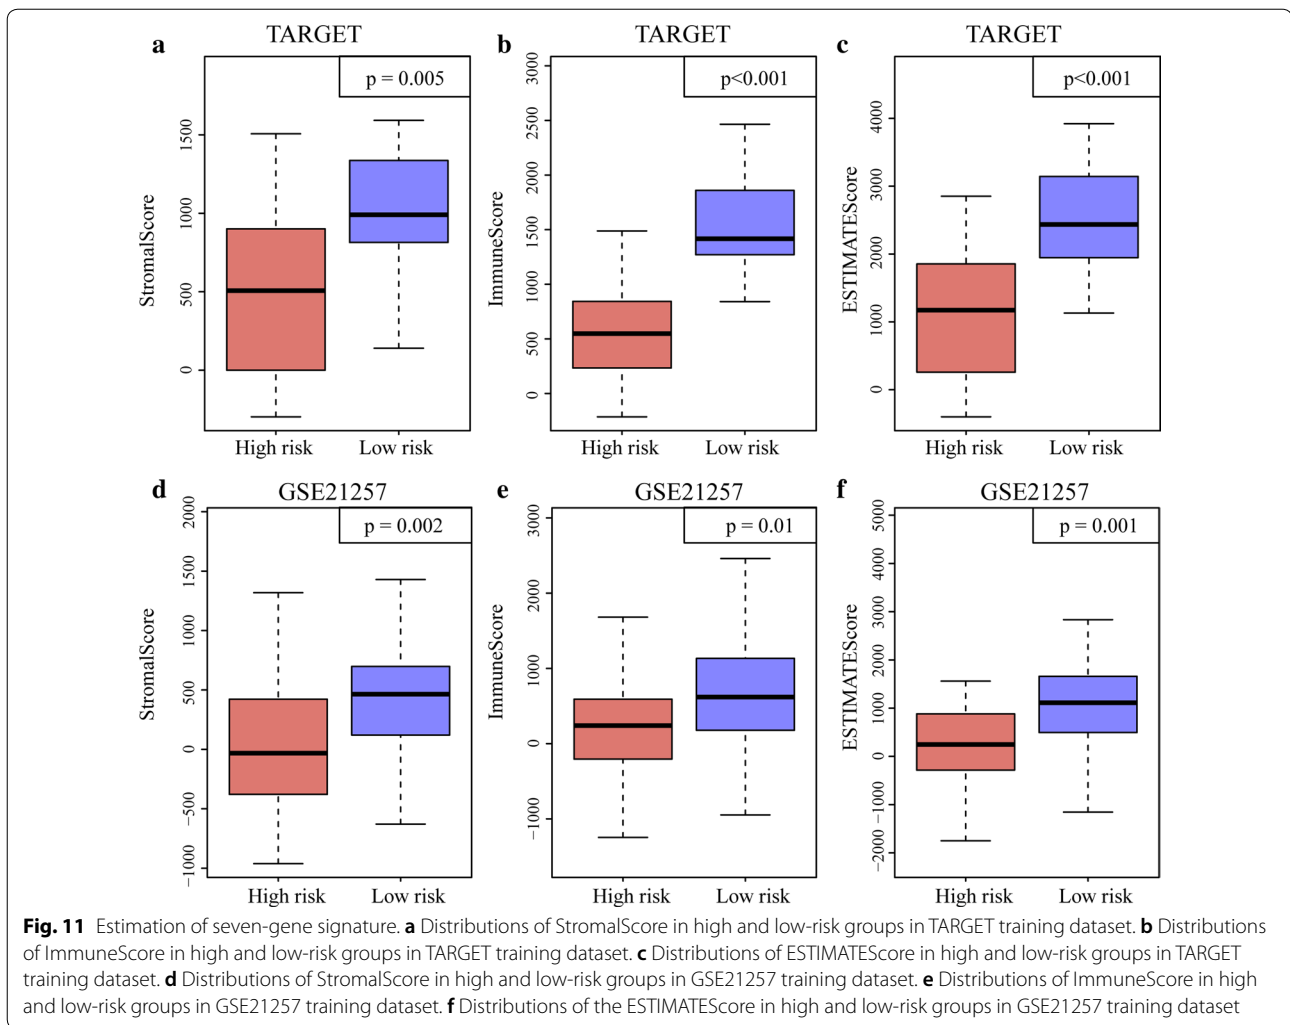 a
TARGET
p = 0.005
StromalScore
1500
1000
500
0
High risk
Low risk
b
TARGET
p<0.001
ImmuneScore
3000
2500
2000
1500
1000
500
0
High risk
Low risk
c
TARGET
p<0.001
ESTIMATEScore
4000
3000
2000
1000
0
High risk
Low risk
d
GSE21257
p = 0.002
StromalScore
2000
1500
1000
500
0
−500
−1000
High risk
Low risk
e
GSE21257
p = 0.01
ImmuneScore
3000
2000
1000
0
−1000
High risk
Low risk
f
GSE21257
p = 0.001
ESTIMATEScore
5000
4000
3000
2000
1000
0
−1000
−2000
High risk
Low risk
Fig. 11 Estimation of seven-gene signature. a Distributions of StromalScore in high and low-risk groups in TARGET training dataset. b Distributions
of ImmuneScore in high and low-risk groups in TARGET training dataset. c Distributions of ESTIMATEScore in high and low-risk groups in TARGET
training dataset. d Distributions of StromalScore in high and low-risk groups in GSE21257 training dataset. e Distributions of ImmuneScore in high
and low-risk groups in GSE21257 training dataset. f Distributions of the ESTIMATEScore in high and low-risk groups in GSE21257 training dataset